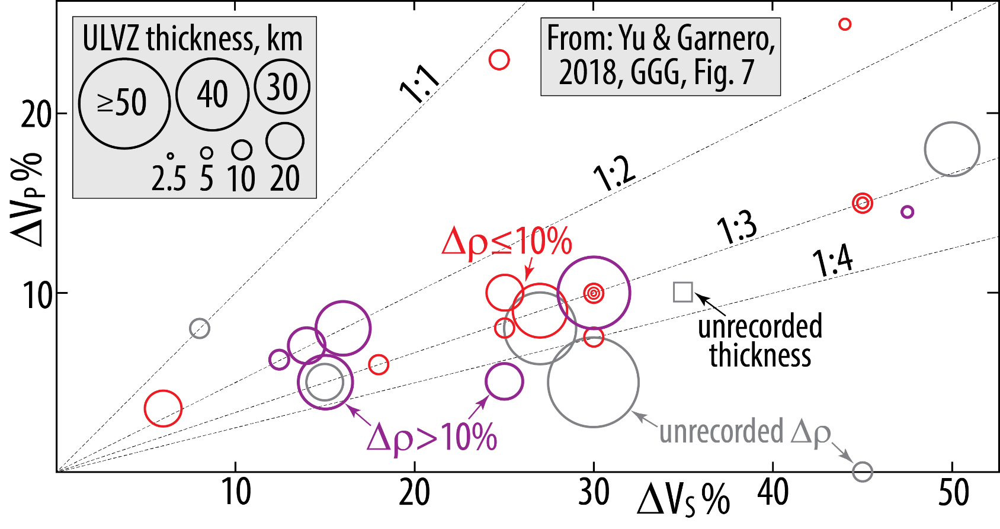 ULVZ thickness, km
≥50
40
30
2.5 5 10 20
From: Yu & Garnero,
2018, GGG, Fig. 7
1:1
1:2
1:3
1:4
20
10
ΔVP %
Δρ≤10%
Δρ>10%
unrecorded
thickness
unrecorded Δρ
10 20 30 40 50
ΔVS %